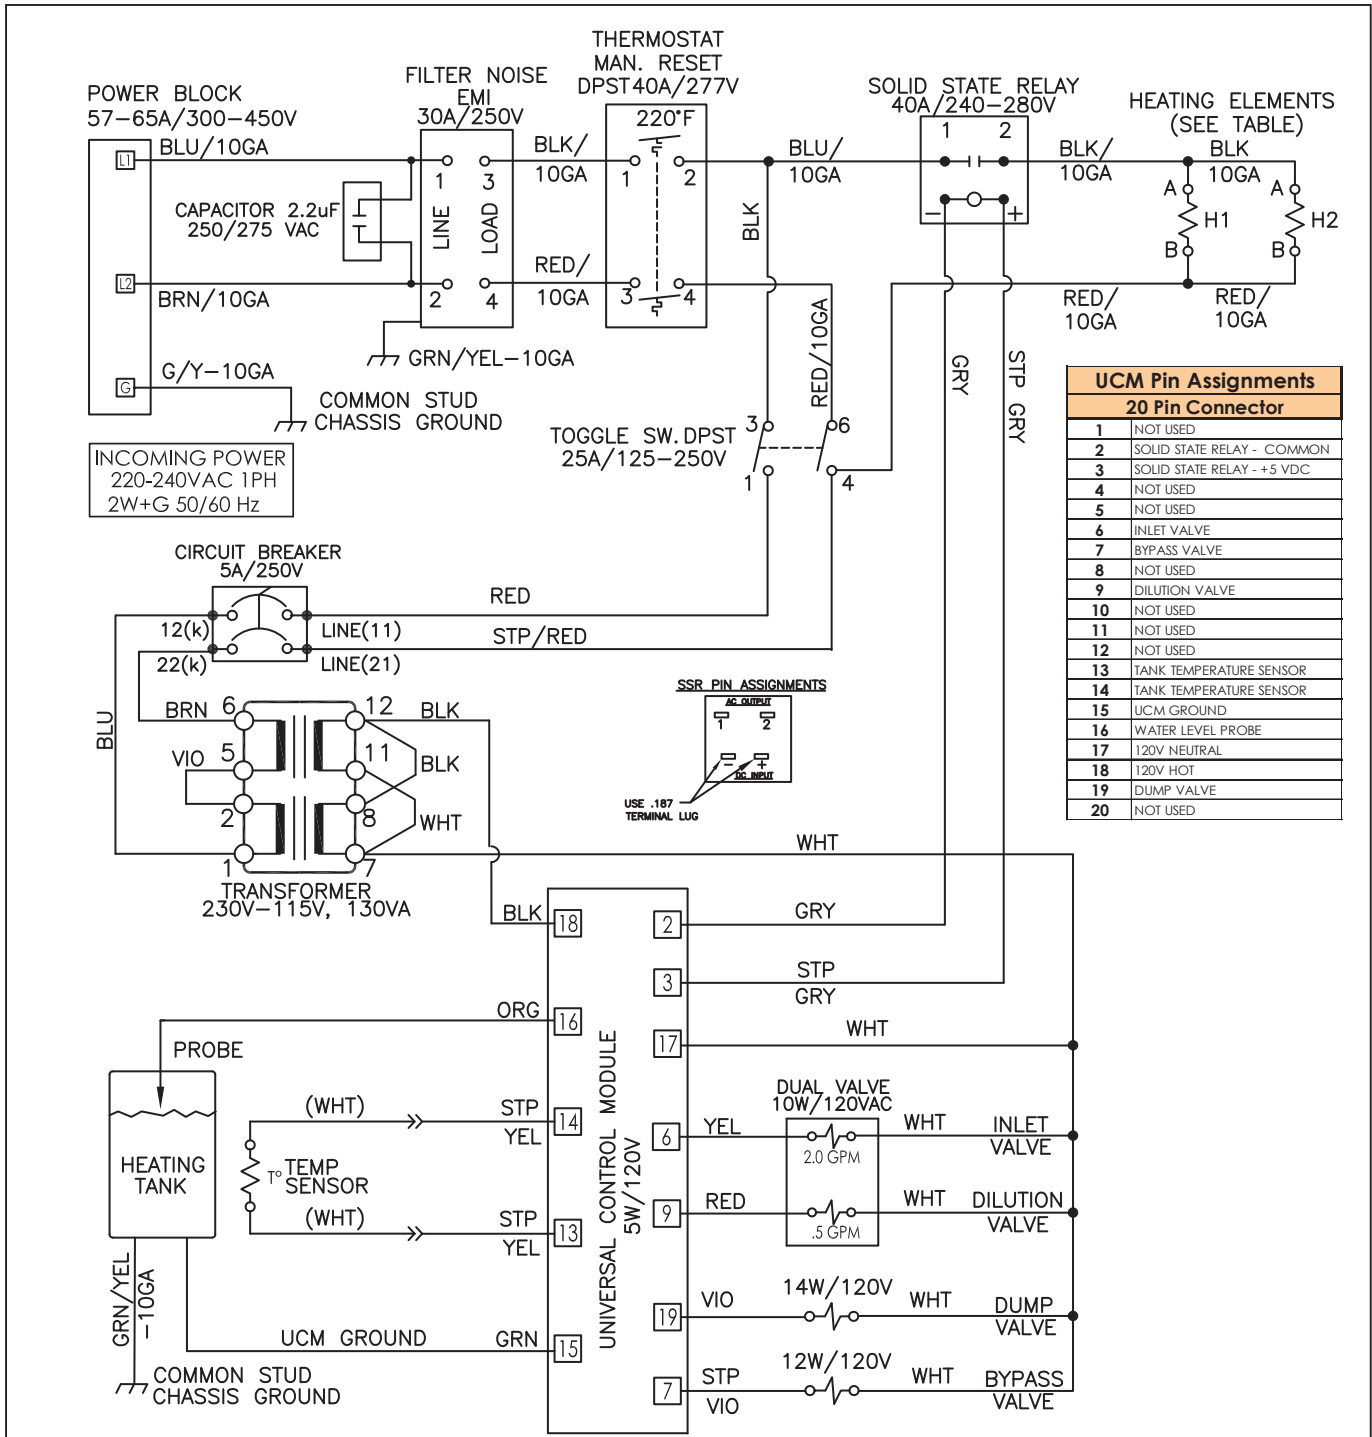 THERMOSTAT
MAN. RESET
DPST40A/277V
220°F
1
2
3
4
FILTER NOISE
EMI
30A/250V
1
3
LINE
LOAD
2
4
SOLID STATE RELAY
40A/240-280V
1 2
- +
HEATING ELEMENTS
(SEE TABLE)
POWER BLOCK
57-65A/300-450V
L1
BLU/10GA
CAPACITOR 2.2uF
250/275 VAC
L2
BRN/10GA
G
G/Y-10GA
GRN/YEL-10GA
COMMON STUD
CHASSIS GROUND
BLK/
10GA
RED/
10GA
BLU/
10GA
BLK
RED/10GA
BLK/
10GA
BLK
10GA
A
H1
B
A
H2
B
RED/
10GA
RED/
10GA
GRY
STP GRY
INCOMING POWER
220-240VAC 1PH
2W+G 50/60 Hz
TOGGLE SW.DPST
25A/125-250V
3
6
1
4
UCM Pin Assignments
20 Pin Connector
1 NOT USED
2 SOLID STATE RELAY - COMMON
3 SOLID STATE RELAY - +5 VDC
4 NOT USED
5 NOT USED
6 INLET VALVE
7 BYPASS VALVE
8 NOT USED
9 DILUTION VALVE
10 NOT USED
11 NOT USED
12 NOT USED
13 TANK TEMPERATURE SENSOR
14 TANK TEMPERATURE SENSOR
15 UCM GROUND
16 WATER LEVEL PROBE
17 120V NEUTRAL
18 120V HOT
19 DUMP VALVE
20 NOT USED
CIRCUIT BREAKER
5A/250V
12(k)
LINE(11)
22(k)
LINE(21)
RED
STP/RED
BLU
BRN
6
12
BLK
VIO
5
11
BLK
2
8
WHT
1
7
TRANSFORMER
230V-115V, 130VA
SSR PIN ASSIGNMENTS
AC OUTPUT
1 2
- +
DC INPUT
USE .187
TERMINAL LUG
WHT
BLK
18
2
GRY
3
STP
GRY
ORG
16
PROBE
17
WHT
UNIVERSAL CONTROL MODULE
5W/120V
HEATING
TANK
(WHT)
STP
YEL
14
T° TEMP
SENSOR
(WHT)
STP
YEL
13
DUAL VALVE
10W/120VAC
6
YEL
2.0 GPM
WHT
INLET
VALVE
9
RED
.5 GPM
WHT
DILUTION
VALVE
19
VIO
14W/120V
WHT
DUMP
VALVE
7
STP
VIO
12W/120V
WHT
BYPASS
VALVE
GRN/YEL
-10GA
UCM GROUND
GRN
15
COMMON STUD
CHASSIS GROUND